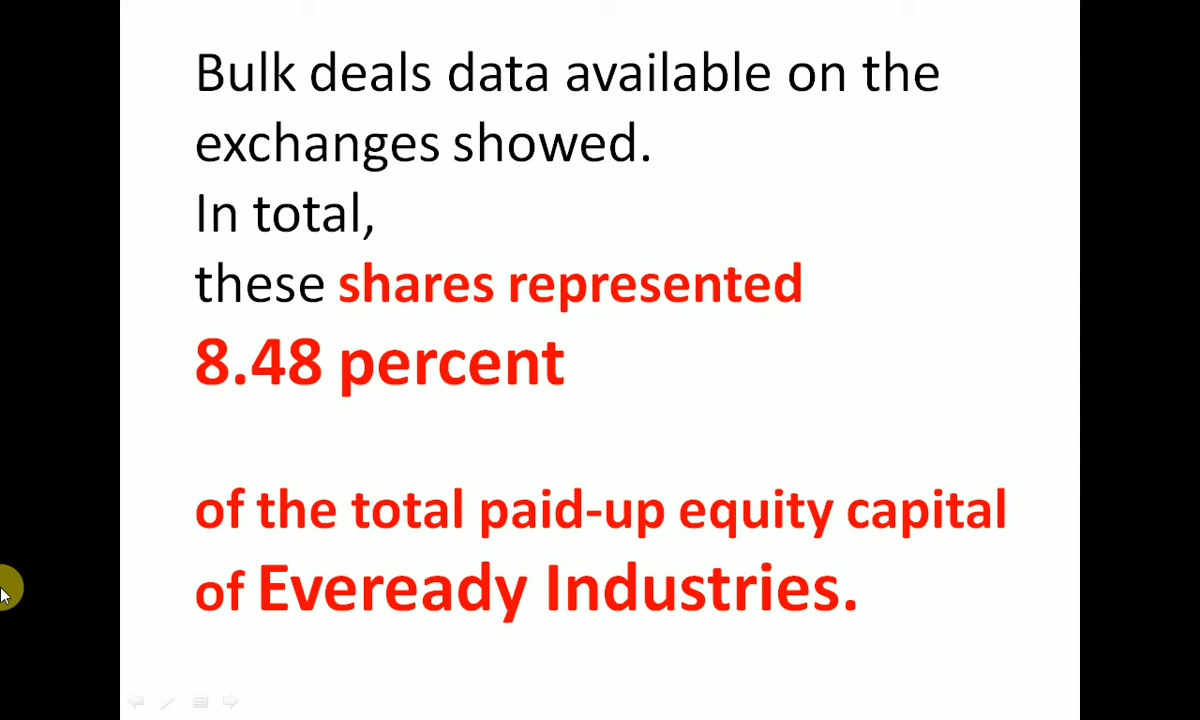 Bulk deals data available on the
exchanges showed.
In total,
these shares represented
8.48 percent
of the total paid-up equity capital
of Eveready Industries.